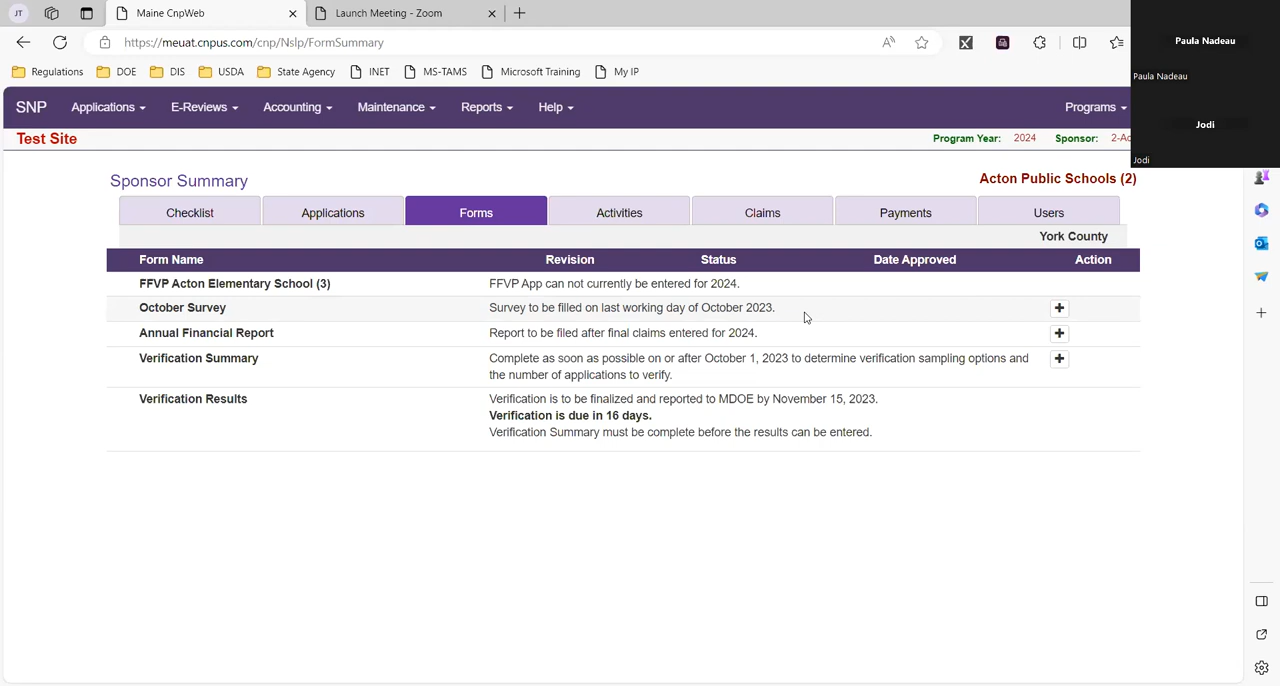 JT Maine CnpWeb Launch Meeting - Zoom
https://meuat.cnpus.com/cnp/Nslp/FormSummary
Regulations DOE DIS USDA State Agency INET MS-TAMS Microsoft Training My IP
Paula Nadeau
Paula Nadeau
Jodi
Jodi
SNP Applications E-Reviews Accounting Maintenance Reports Help Programs
Test Site Program Year: 2024 Sponsor:
Sponsor Summary Acton Public Schools (2)
Checklist Applications Forms Activities Claims Payments Users
York County
Form Name Revision Status Date Approved Action
FFVP Acton Elementary School (3) FFVP App can not currently be entered for 2024.
October Survey Survey to be filled on last working day of October 2023.
Annual Financial Report Report to be filed after final claims entered for 2024.
Verification Summary Complete as soon as possible on or after October 1, 2023 to determine verification sampling options and
the number of applications to verify.
Verification Results Verification is to be finalized and reported to MDOE by November 15, 2023.
Verification is due in 16 days.
Verification Summary must be complete before the results can be entered.